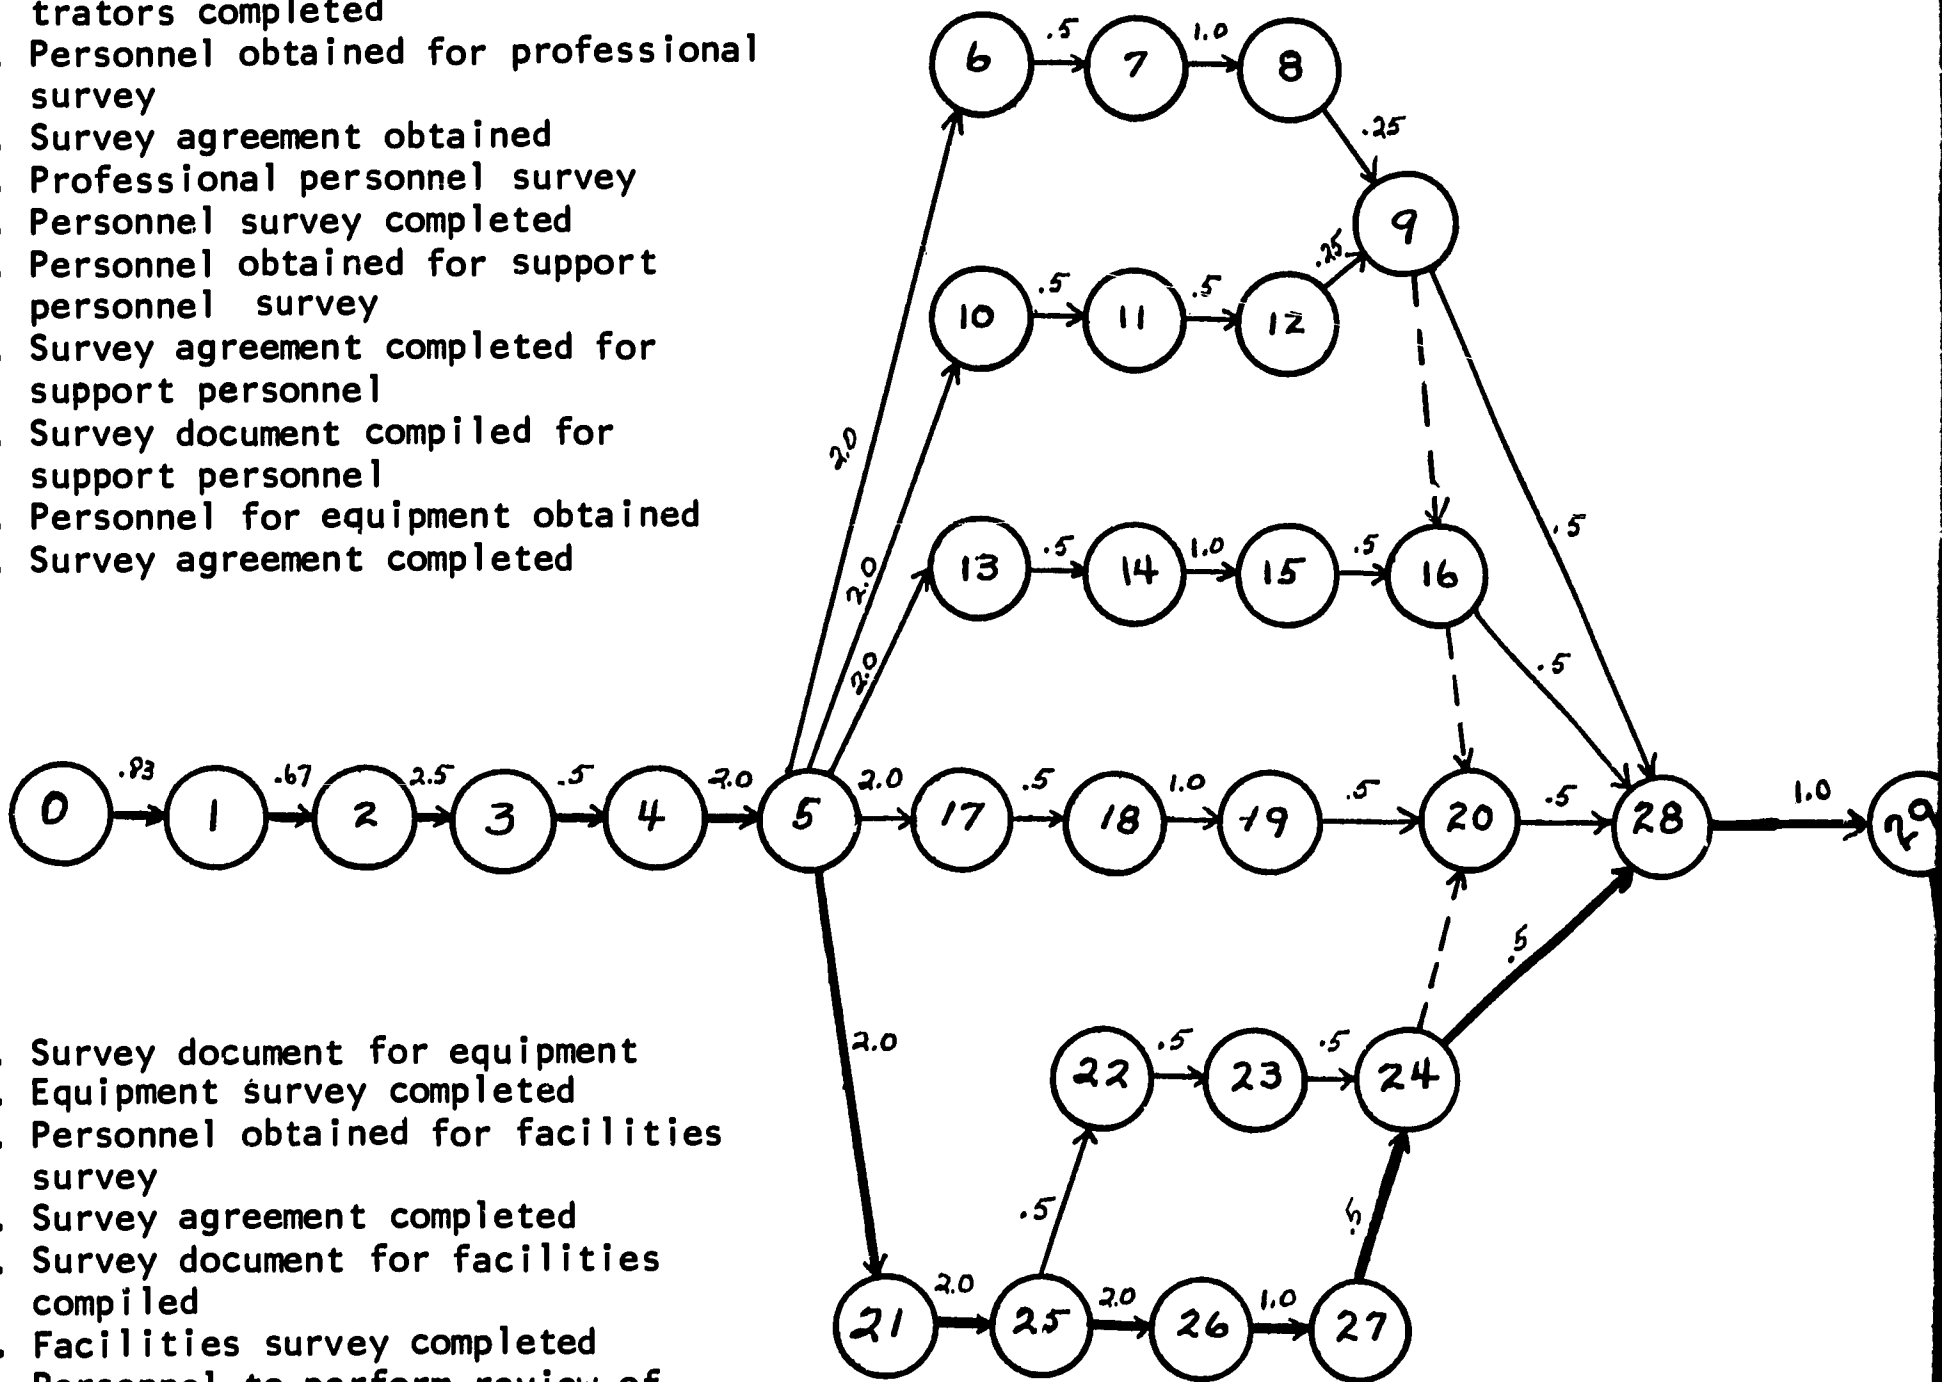 trators completed
. Personnel obtained for professional
survey
. Survey agreement obtained
. Professional personnel survey
. Personnel survey completed
. Personnel obtained for support
personnel survey
. Survey agreement completed for
support personnel
. Survey document compiled for
support personnel
. Personnel for equipment obtained
. Survey agreement completed
6 .5 7 1.0 8
.25
9
.25
10 .5 11 .5 12
2.0
2.0
2.0
.5
13 .5 14 1.0 15 .5 16
.5
0 .83 1 .67 2 2.5 3 .5 4 2.0 5 2.0 17 .5 18 1.0 19 .5 20 .5 28 1.0 29
.5
2.0
22 .5 23 .5 24
.5
.5
21 2.0 25 2.0 26 1.0 27
. Survey document for equipment
. Equipment survey completed
. Personnel obtained for facilities
survey
. Survey agreement completed
. Survey document for facilities
compiled
. Facilities survey completed
Personnel to perform review of